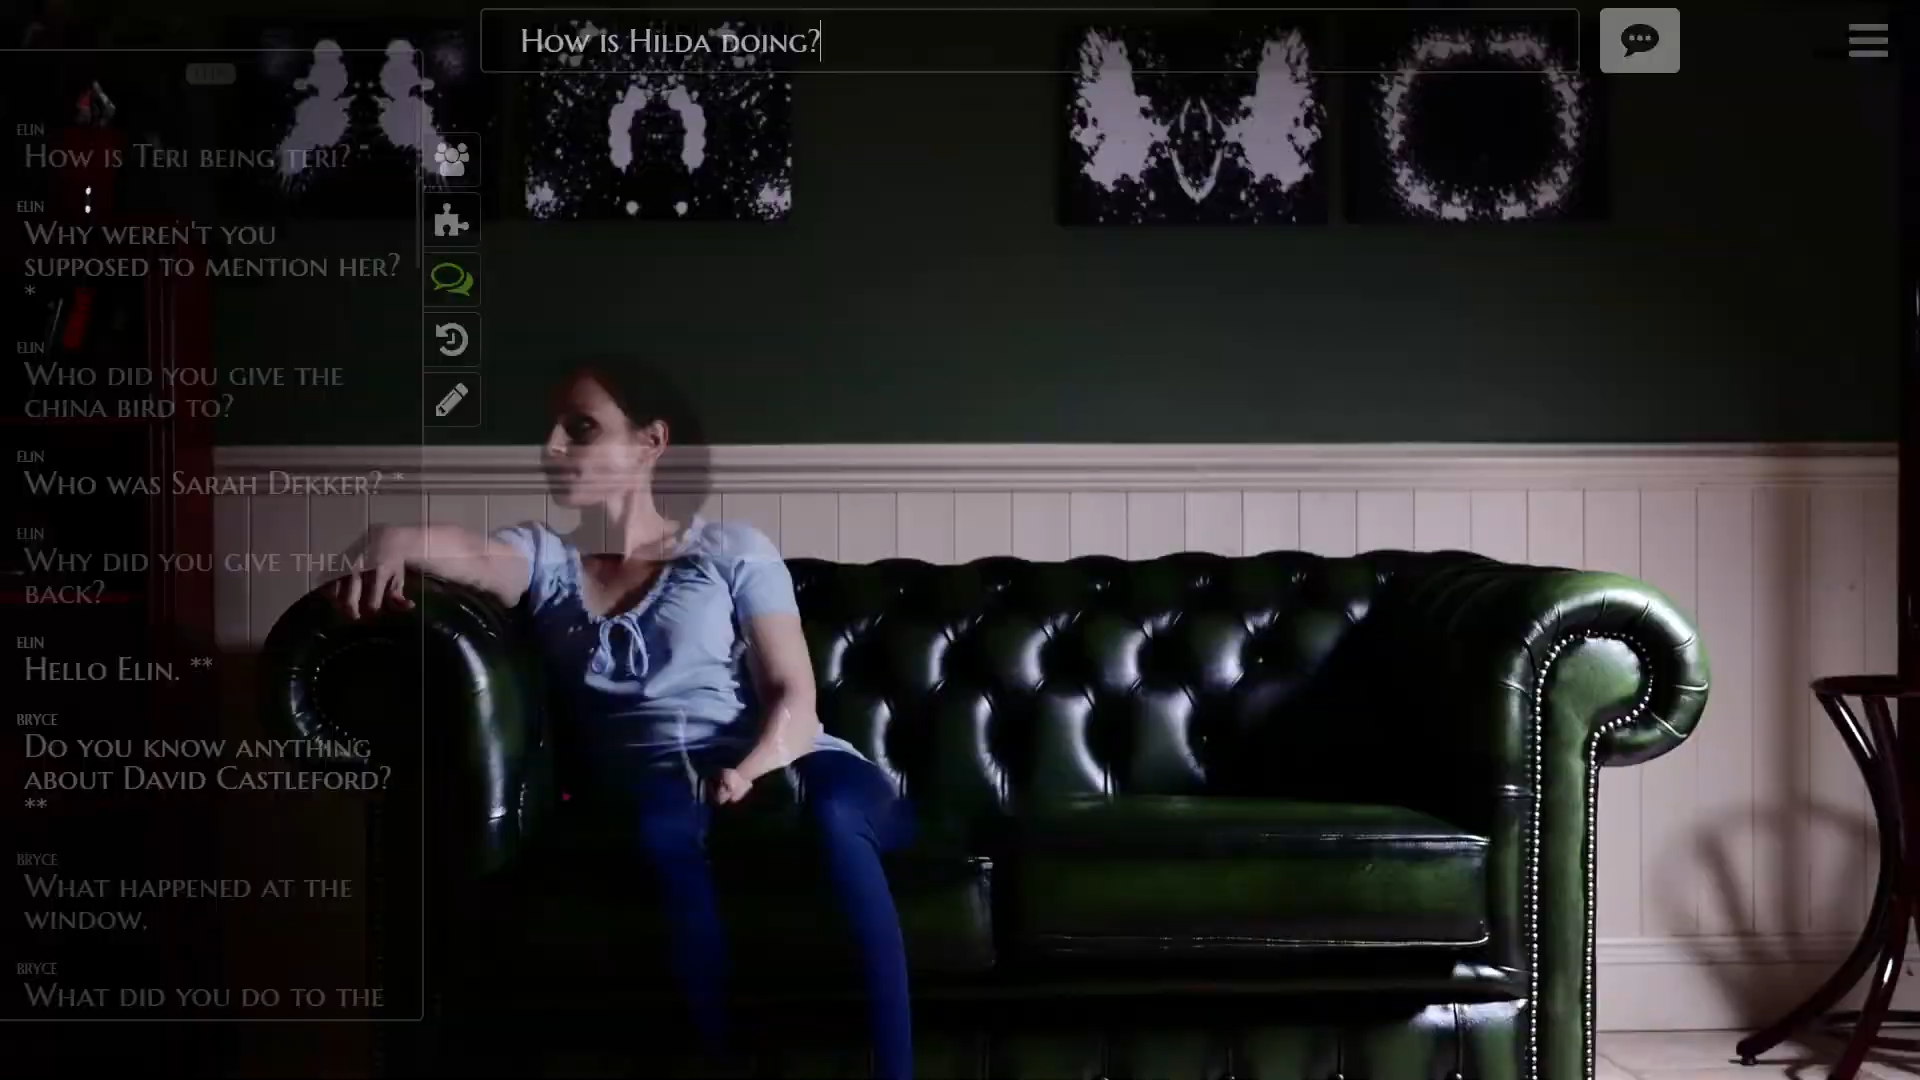 How is Hilda doing?
ELIN
How is Teri being teri?
ELIN
Why weren't you
supposed to mention her?
*
ELIN
Who did you give the
china bird to?
ELIN
Who was Sarah Dekker? *
ELIN
Why did you give them
back?
ELIN
Hello Elin. **
BRYCE
Do you know anything
about David Castleford?
**
BRYCE
What happened at the
window.
BRYCE
What did you do to the